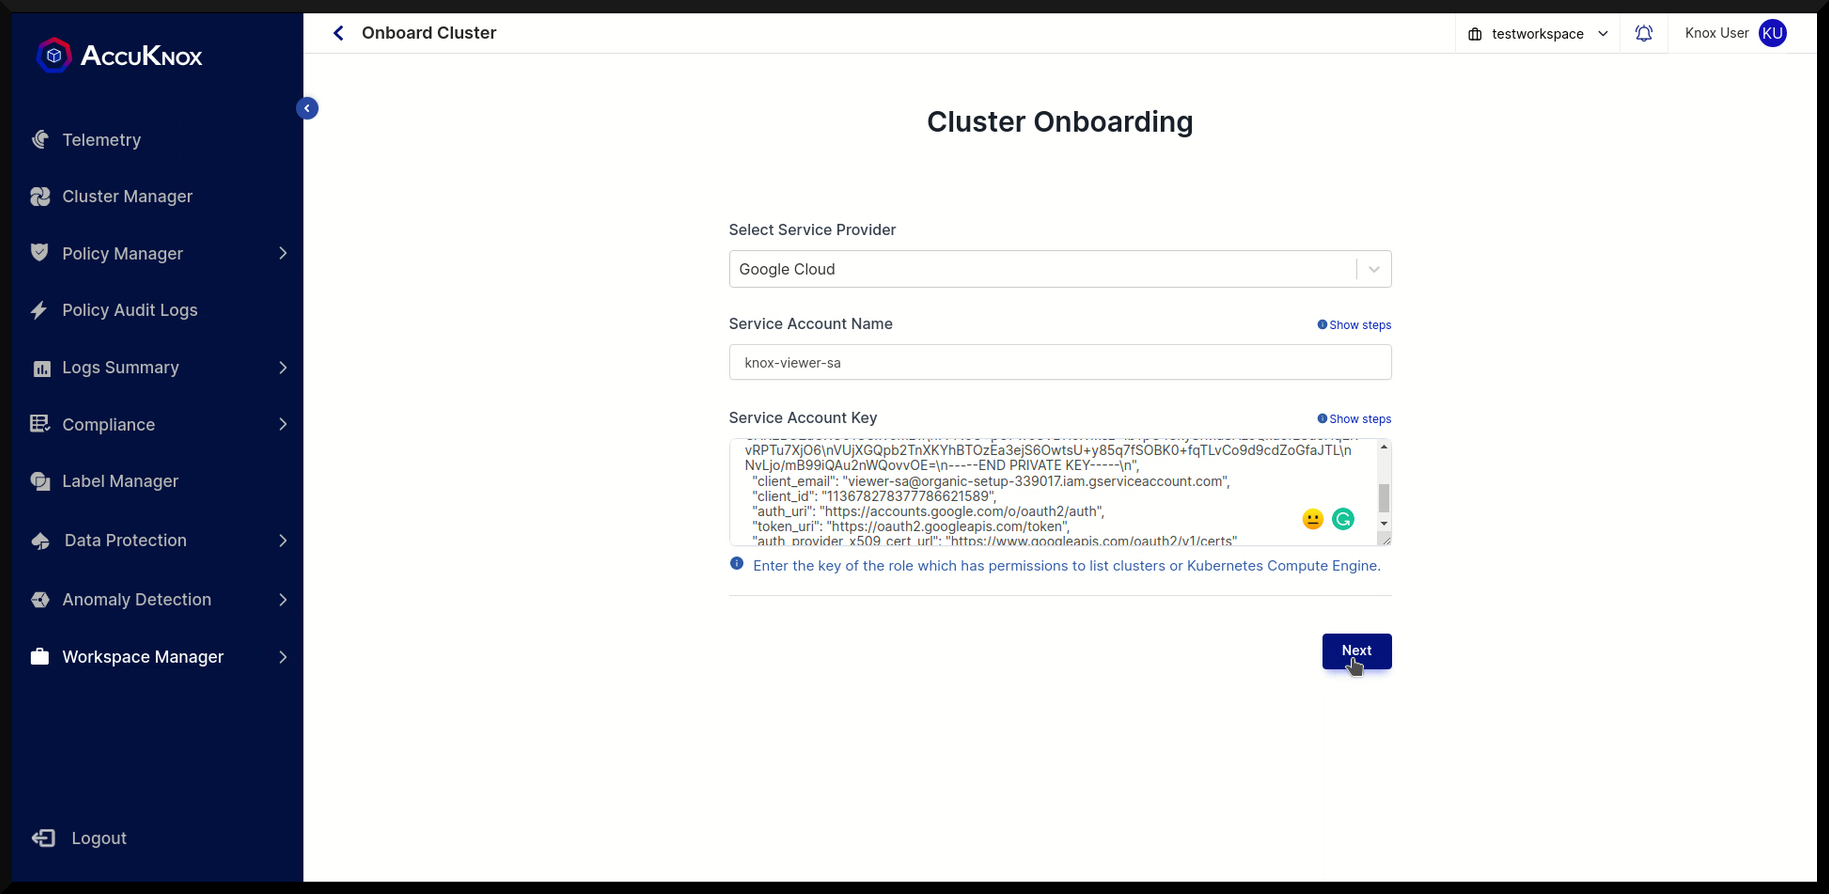 ACCUKNOX
Telemetry
Cluster Manager
Policy Manager
Policy Audit Logs
Logs Summary
Compliance
Label Manager
Data Protection
Anomaly Detection
Workspace Manager
Logout
Onboard Cluster
testworkspace
Knox User
KU
Cluster Onboarding
Select Service Provider
Google Cloud
Service Account Name
Show steps
knox-viewer-sa
Service Account Key
Show steps
vRPTu7XjO6\nVUjXGQpb2TnXKYhBTOzEa3ejS6OwtsU+y85q7fSOBK0+fqTLvCo9d9cdZoGfaJTL\n
NvLjo/mB99iQAu2nWQovvOE=\n-----END PRIVATE KEY-----\n",
"client_email": "viewer-sa@organic-setup-339017.iam.gserviceaccount.com",
"client_id": "113678278377786621589",
"auth_uri": "https://accounts.google.com/o/oauth2/auth",
"token_uri": "https://oauth2.googleapis.com/token",
"auth_provider_x509_cert_url": "https://www.googleapis.com/oauth2/v1/certs"
Enter the key of the role which has permissions to list clusters or Kubernetes Compute Engine.
Next